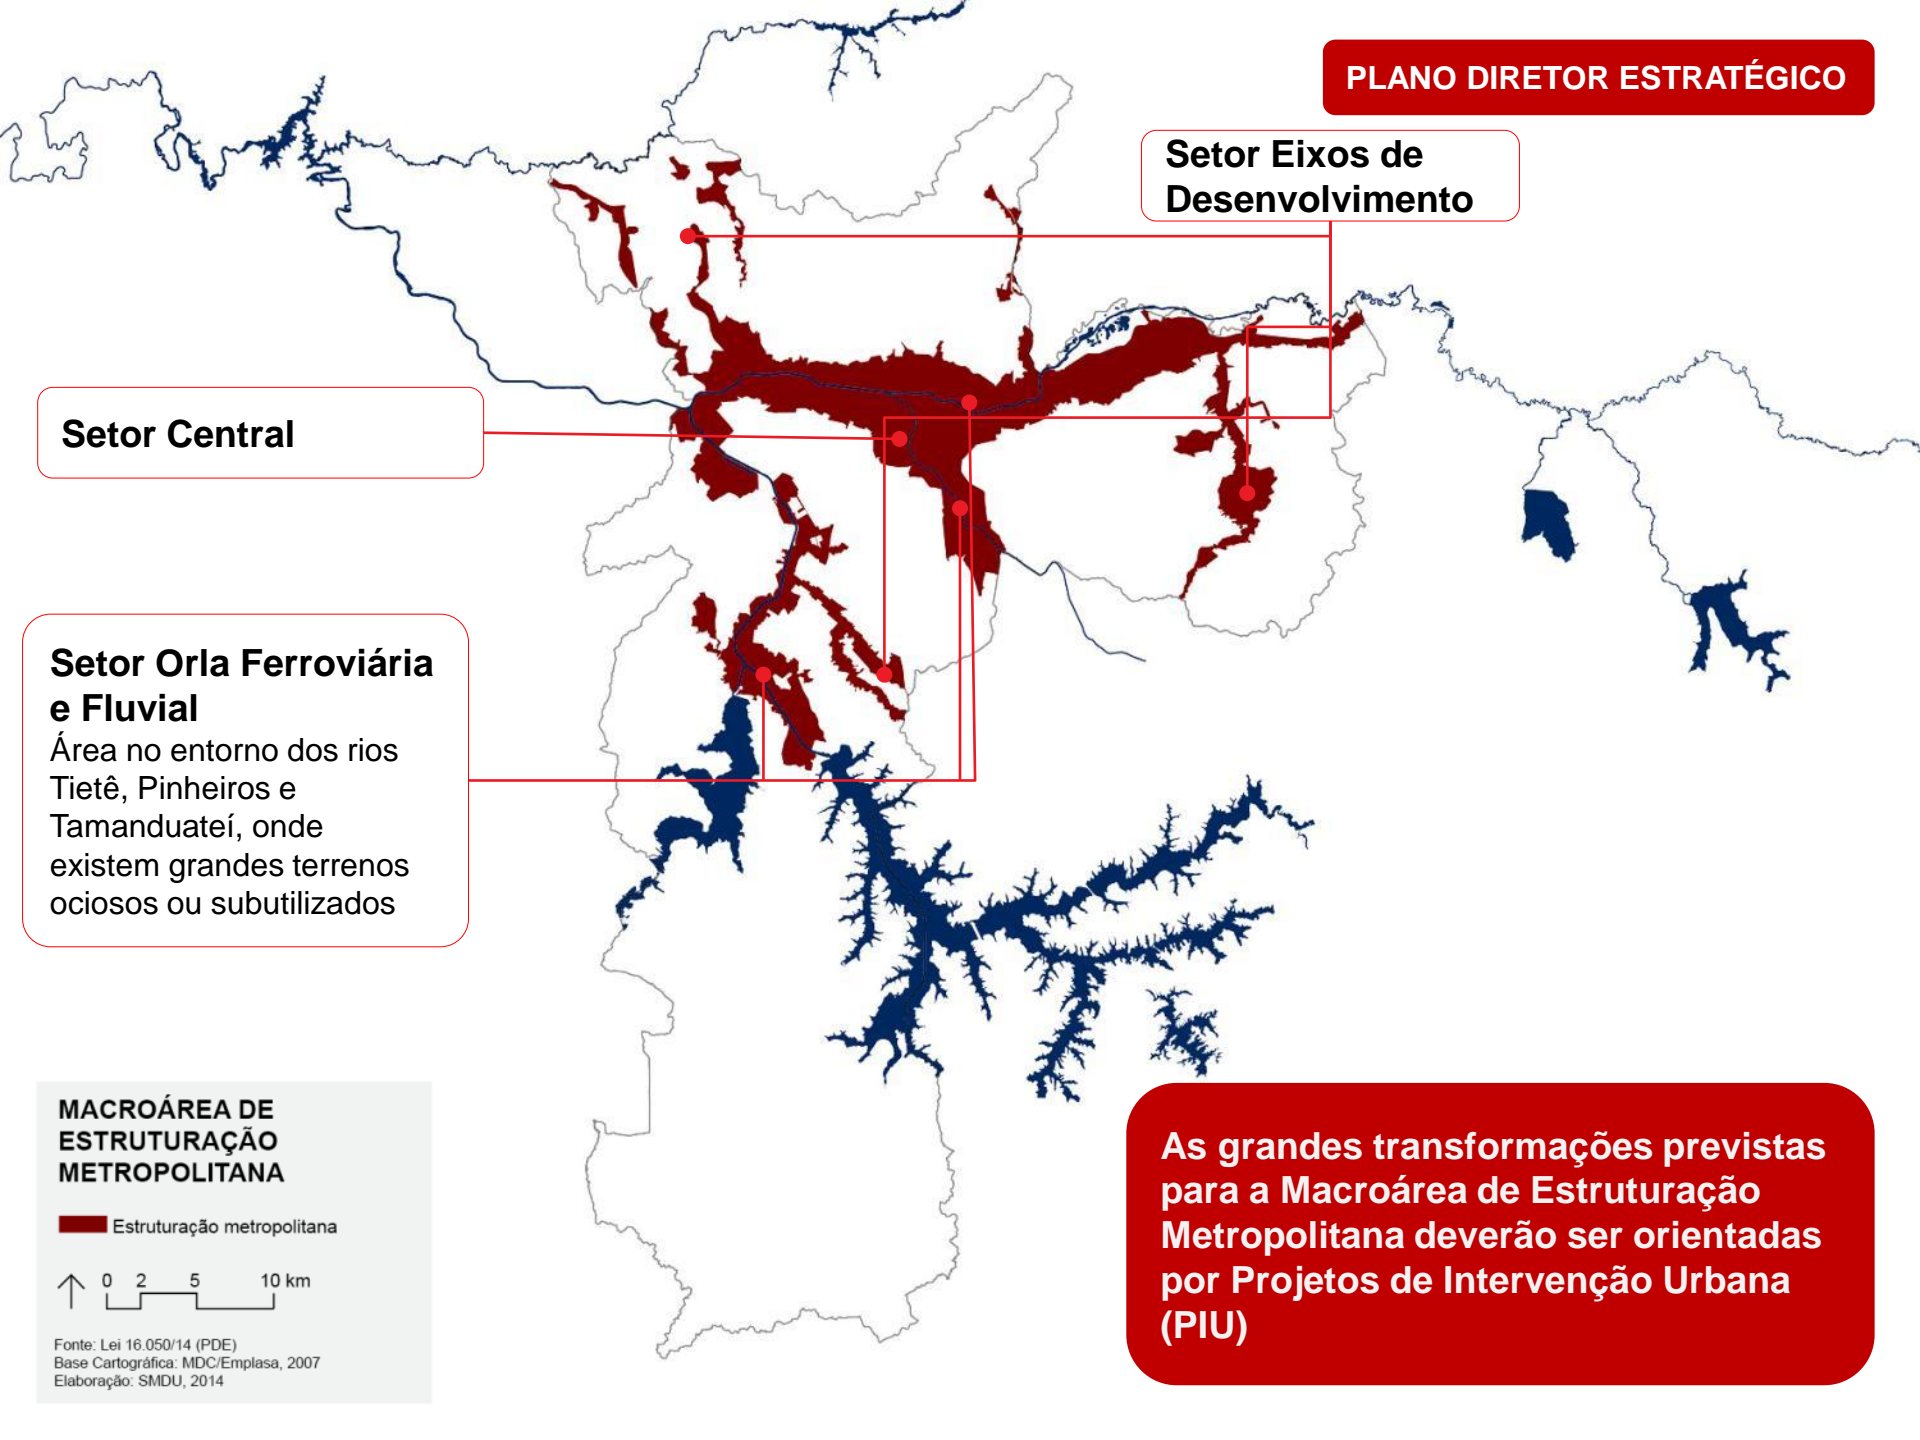 PLANO DIRETOR ESTRATÉGICO
Setor Eixos de
Desenvolvimento
Setor Central
Setor Orla Ferroviária
e Fluvial
Área no entorno dos rios
Tietê, Pinheiros e
Tamanduateí, onde
existem grandes terrenos
ociosos ou subutilizados
MACROÁREA DE
ESTRUTURAÇÃO
METROPOLITANA
Estruturação metropolitana
0 2 5 10 km
Fonte: Lei 16.050/14 (PDE)
Base Cartográfica: MDC/Emplasa, 2007
Elaboração: SMDU, 2014
As grandes transformações previstas
para a Macroárea de Estruturação
Metropolitana deverão ser orientadas
por Projetos de Intervenção Urbana
(PIU)